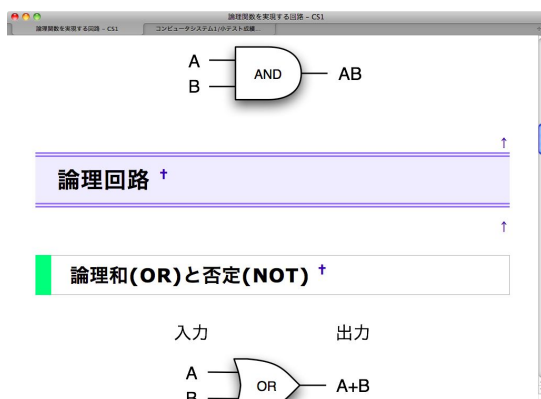 論理関数を実現する回路 – CS1
論理関数を実現する回路 – CS1
コンピュータシステム1/小テスト成績...
A
AND
AB
B
↑
論理回路 †
↑
論理和(OR)と否定(NOT) †
入力 出力
A
OR
A+B
B